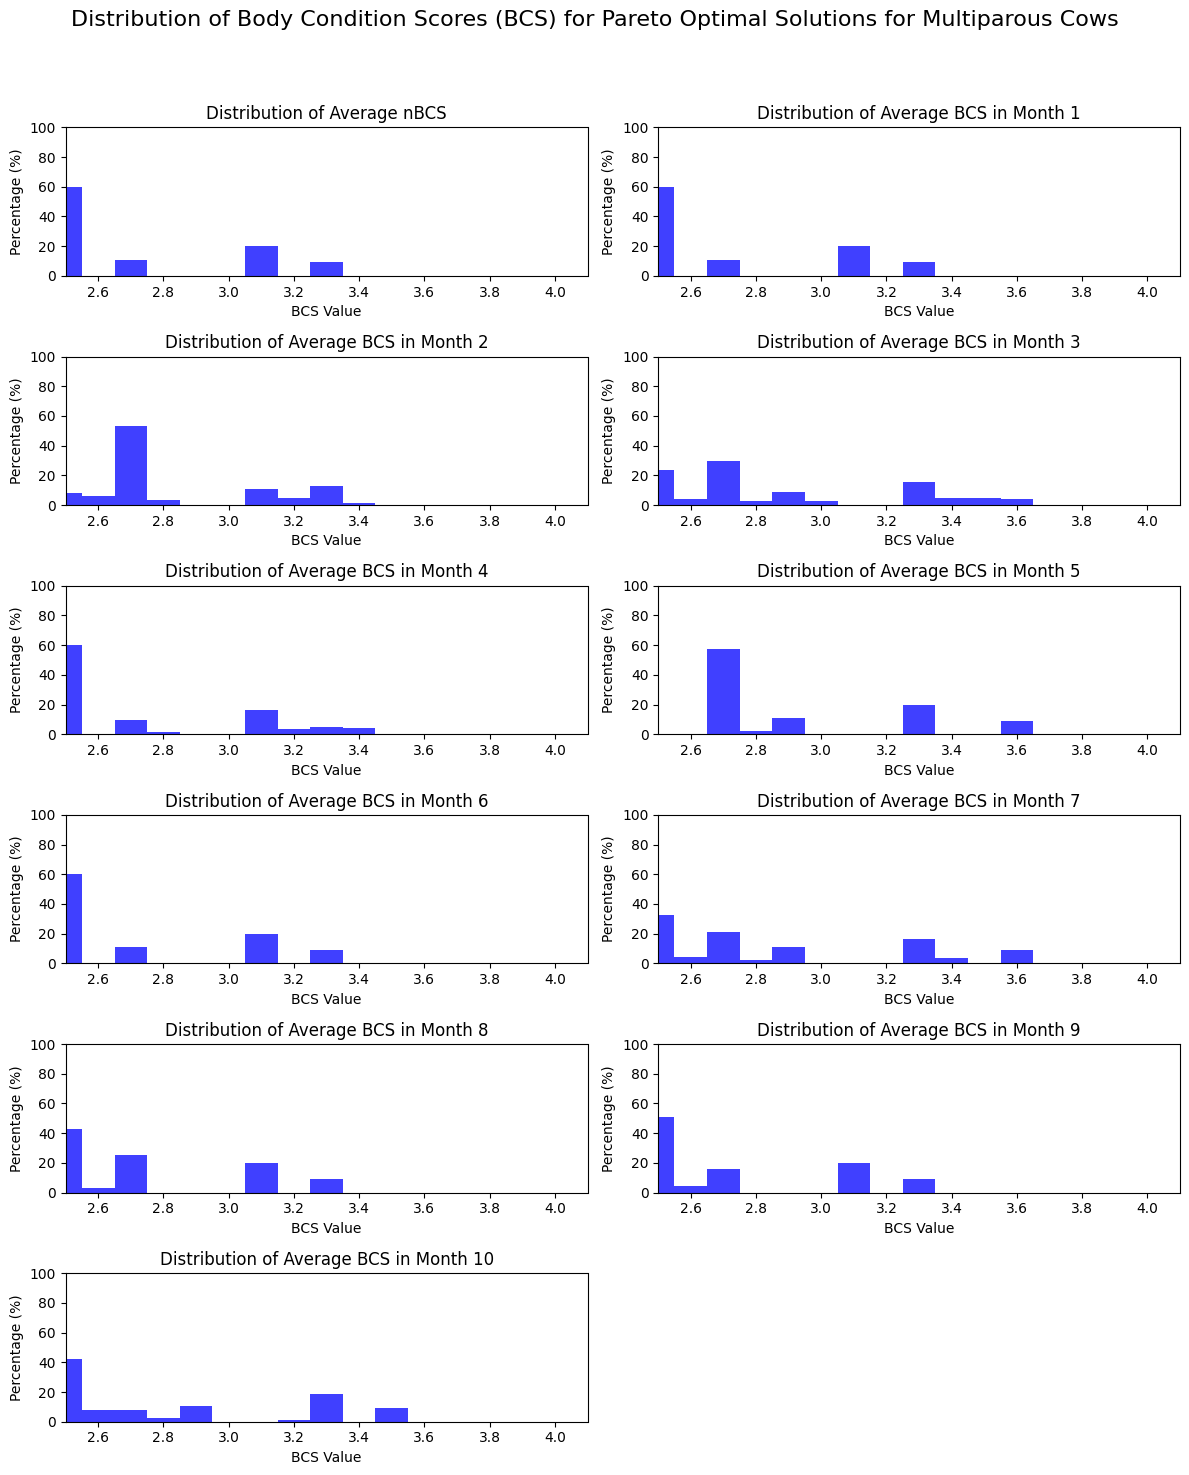 Distribution of Body Condition Scores (BCS) for Pareto Optimal Solutions for Multiparous Cows
Distribution of Average nBCS
Percentage (%)
100
80
60
40
20
0
2.6 2.8 3.0 3.2 3.4 3.6 3.8 4.0
BCS Value
Distribution of Average BCS in Month 1
Percentage (%)
100
80
60
40
20
0
2.6 2.8 3.0 3.2 3.4 3.6 3.8 4.0
BCS Value
Distribution of Average BCS in Month 2
Percentage (%)
100
80
60
40
20
0
2.6 2.8 3.0 3.2 3.4 3.6 3.8 4.0
BCS Value
Distribution of Average BCS in Month 3
Percentage (%)
100
80
60
40
20
0
2.6 2.8 3.0 3.2 3.4 3.6 3.8 4.0
BCS Value
Distribution of Average BCS in Month 4
Percentage (%)
100
80
60
40
20
0
2.6 2.8 3.0 3.2 3.4 3.6 3.8 4.0
BCS Value
Distribution of Average BCS in Month 5
Percentage (%)
100
80
60
40
20
0
2.6 2.8 3.0 3.2 3.4 3.6 3.8 4.0
BCS Value
Distribution of Average BCS in Month 6
Percentage (%)
100
80
60
40
20
0
2.6 2.8 3.0 3.2 3.4 3.6 3.8 4.0
BCS Value
Distribution of Average BCS in Month 7
Percentage (%)
100
80
60
40
20
0
2.6 2.8 3.0 3.2 3.4 3.6 3.8 4.0
BCS Value
Distribution of Average BCS in Month 8
Percentage (%)
100
80
60
40
20
0
2.6 2.8 3.0 3.2 3.4 3.6 3.8 4.0
BCS Value
Distribution of Average BCS in Month 9
Percentage (%)
100
80
60
40
20
0
2.6 2.8 3.0 3.2 3.4 3.6 3.8 4.0
BCS Value
Distribution of Average BCS in Month 10
Percentage (%)
100
80
60
40
20
0
2.6 2.8 3.0 3.2 3.4 3.6 3.8 4.0
BCS Value